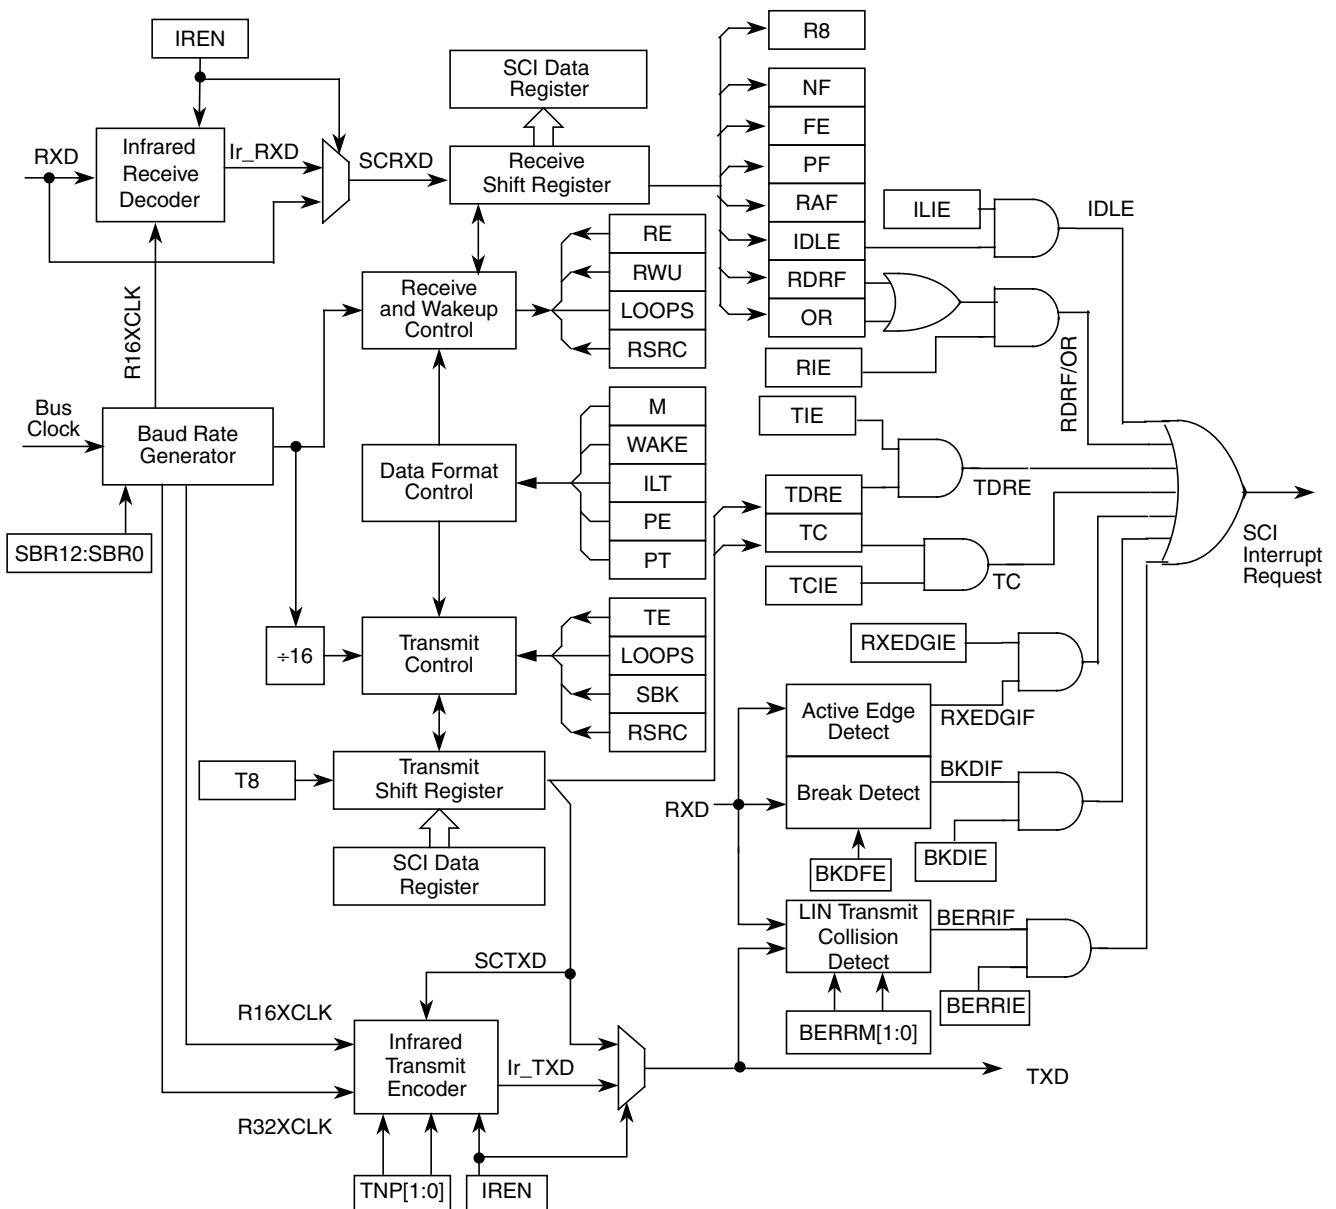 IREN
RXD
Infrared
Receive
Decoder
Ir_RXD
SCRXD
SCI Data
Register
Receive
Shift Register
R16XCLK
R8
NF
FE
PF
RAF
IDLE
RDRF
OR
ILIE
IDLE
RIE
RDRF/OR
RE
RWU
LOOPS
RSRC
Receive
and Wakeup
Control
Bus
Clock
Baud Rate
Generator
SBR12:SBR0
Data Format
Control
M
WAKE
ILT
PE
PT
TIE
TDRE
TC
TCIE
TDRE
TC
SCI
Interrupt
Request
÷16
Transmit
Control
TE
LOOPS
SBK
RSRC
T8
Transmit
Shift Register
SCI Data
Register
RXEDGIE
Active Edge
Detect
RXEDGIF
RXD
Break Detect
BKDIF
BKDIE
BKDFE
LIN Transmit
Collision
Detect
BERRIF
BERRIE
BERRM[1:0]
SCTXD
R16XCLK
Infrared
Transmit
Encoder
Ir_TXD
R32XCLK
TXD
TNP[1:0]
IREN